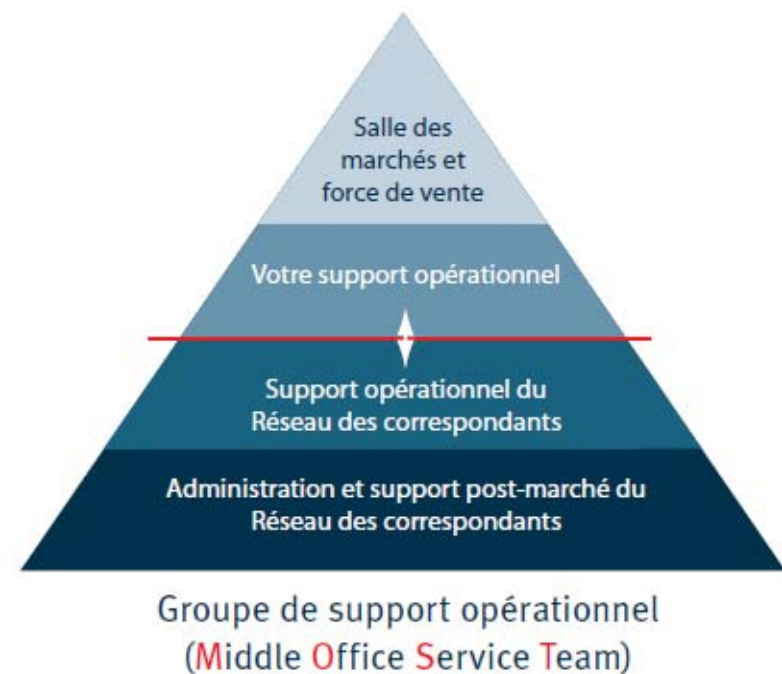 Salle des
marchés et
force de vente
Votre support opérationnel
Support opérationnel du
Réseau des correspondants
Administration et support post-marché du
Réseau des correspondants
Groupe de support opérationnel
(Middle Office Service Team)